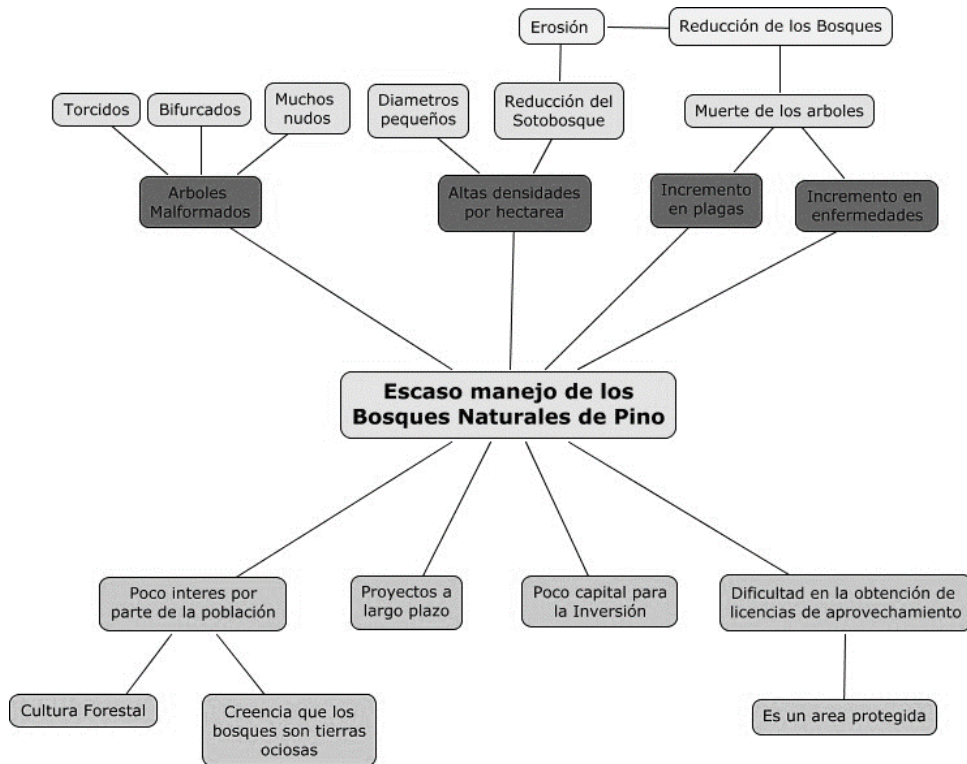 Erosión
Reducción de los Bosques
Torcidos
Bifurcados
Muchos
nudos
Diametros
pequeños
Reducción del
Sotobosque
Muerte de los arboles
Arboles
Malformados
Altas densidades
por hectarea
Incremento
en plagas
Incremento en
enfermedades
Escaso manejo de los
Bosques Naturales de Pino
Poco interes por
parte de la población
Proyectos a
largo plazo
Poco capital para
la Inversión
Dificultad en la obtención de
licencias de aprovechamiento
Cultura Forestal
Creencia que los
bosques son tierras
ociosas
Es un area protegida